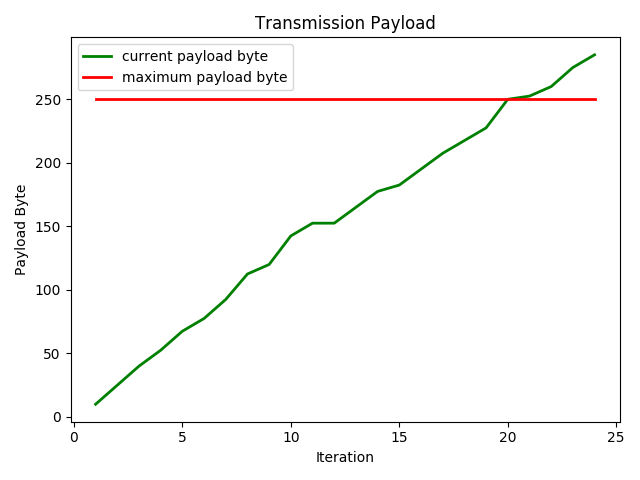 Transmission Payload
current payload byte
maximum payload byte
Payload Byte
250
200
150
100
50
0
0 5 10 15 20 25
Iteration